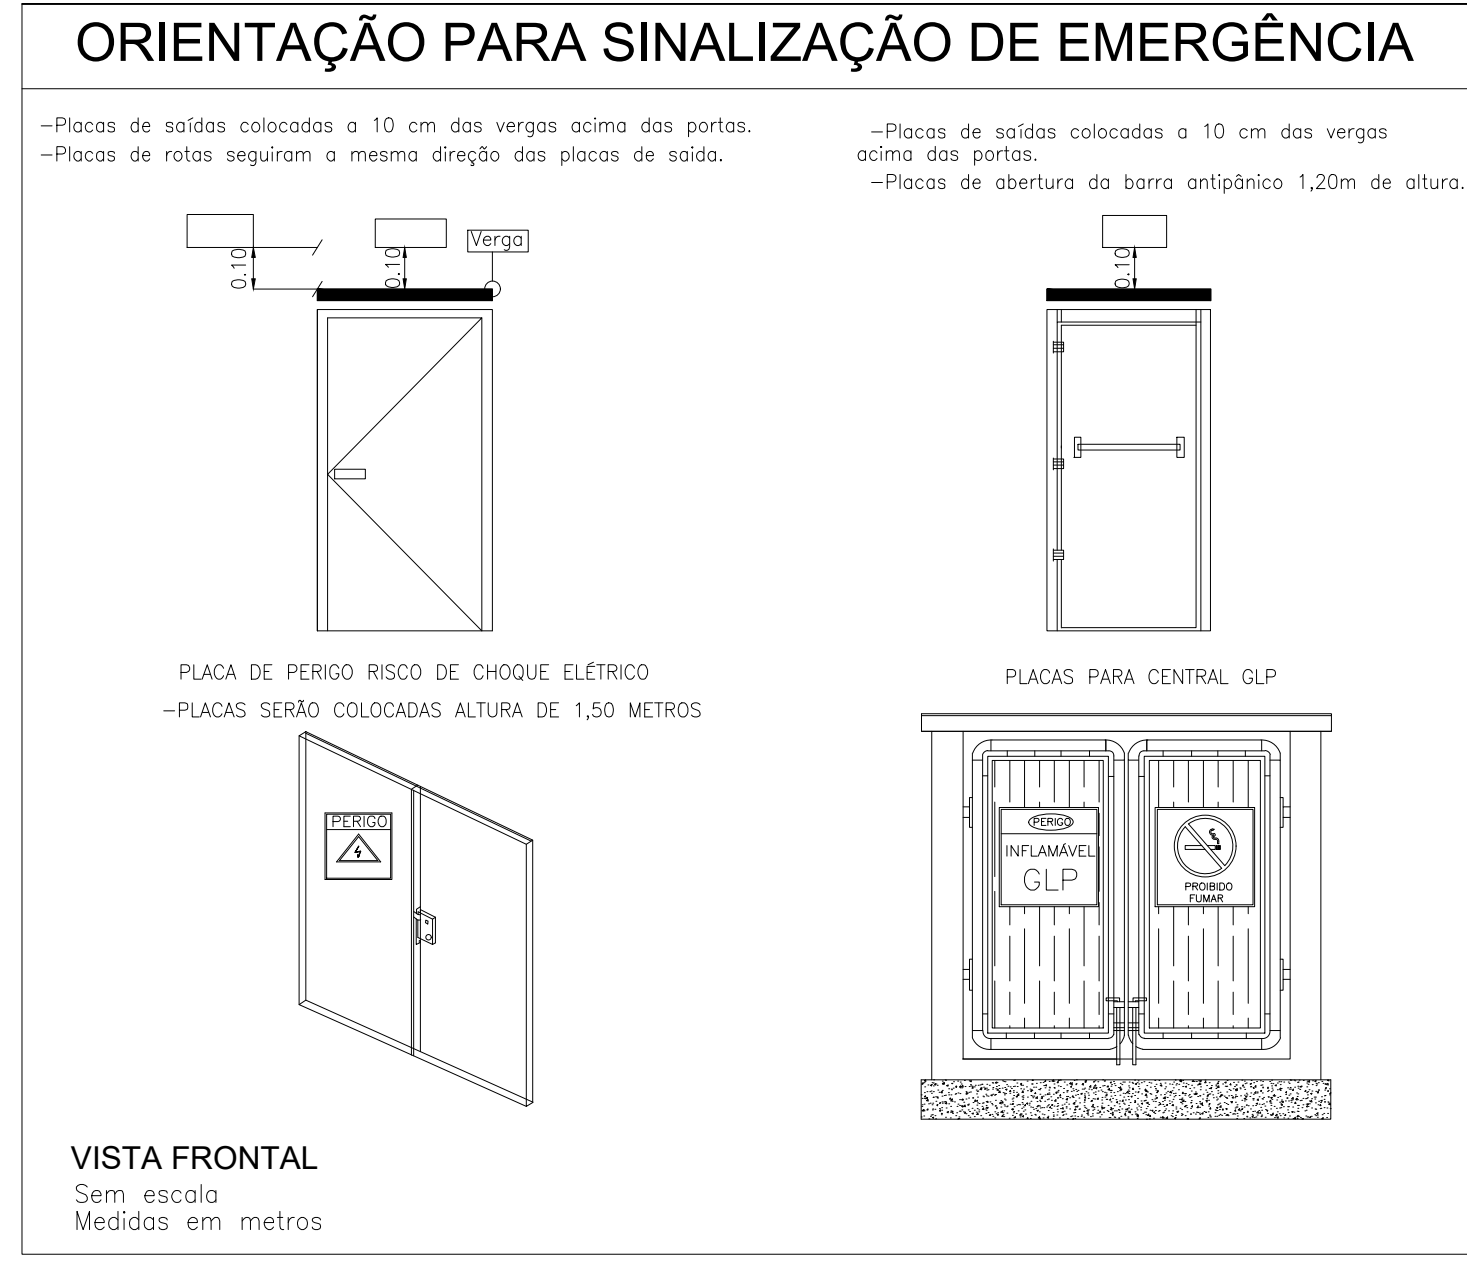 ORIENTAÇÃO PARA SINALIZAÇÃO DE EMERGÊNCIA
-Placas de saídas colocadas a 10 cm das vergas acima das portas.
-Placas de rotas seguiram a mesma direção das placas de saida.
0.10
0.10
Verga
-Placas de saídas colocadas a 10 cm das vergas
acima das portas.
-Placas de abertura da barra antipânico 1,20m de altura.
0.10
PLACA DE PERIGO RISCO DE CHOQUE ELÉTRICO
-PLACAS SERÃO COLOCADAS ALTURA DE 1,50 METROS
PERIGO
PLACAS PARA CENTRAL GLP
PERIGO
INFLAMÁVEL
GLP
PROIBIDO
FUMAR
VISTA FRONTAL
Sem escala
Medidas em metros